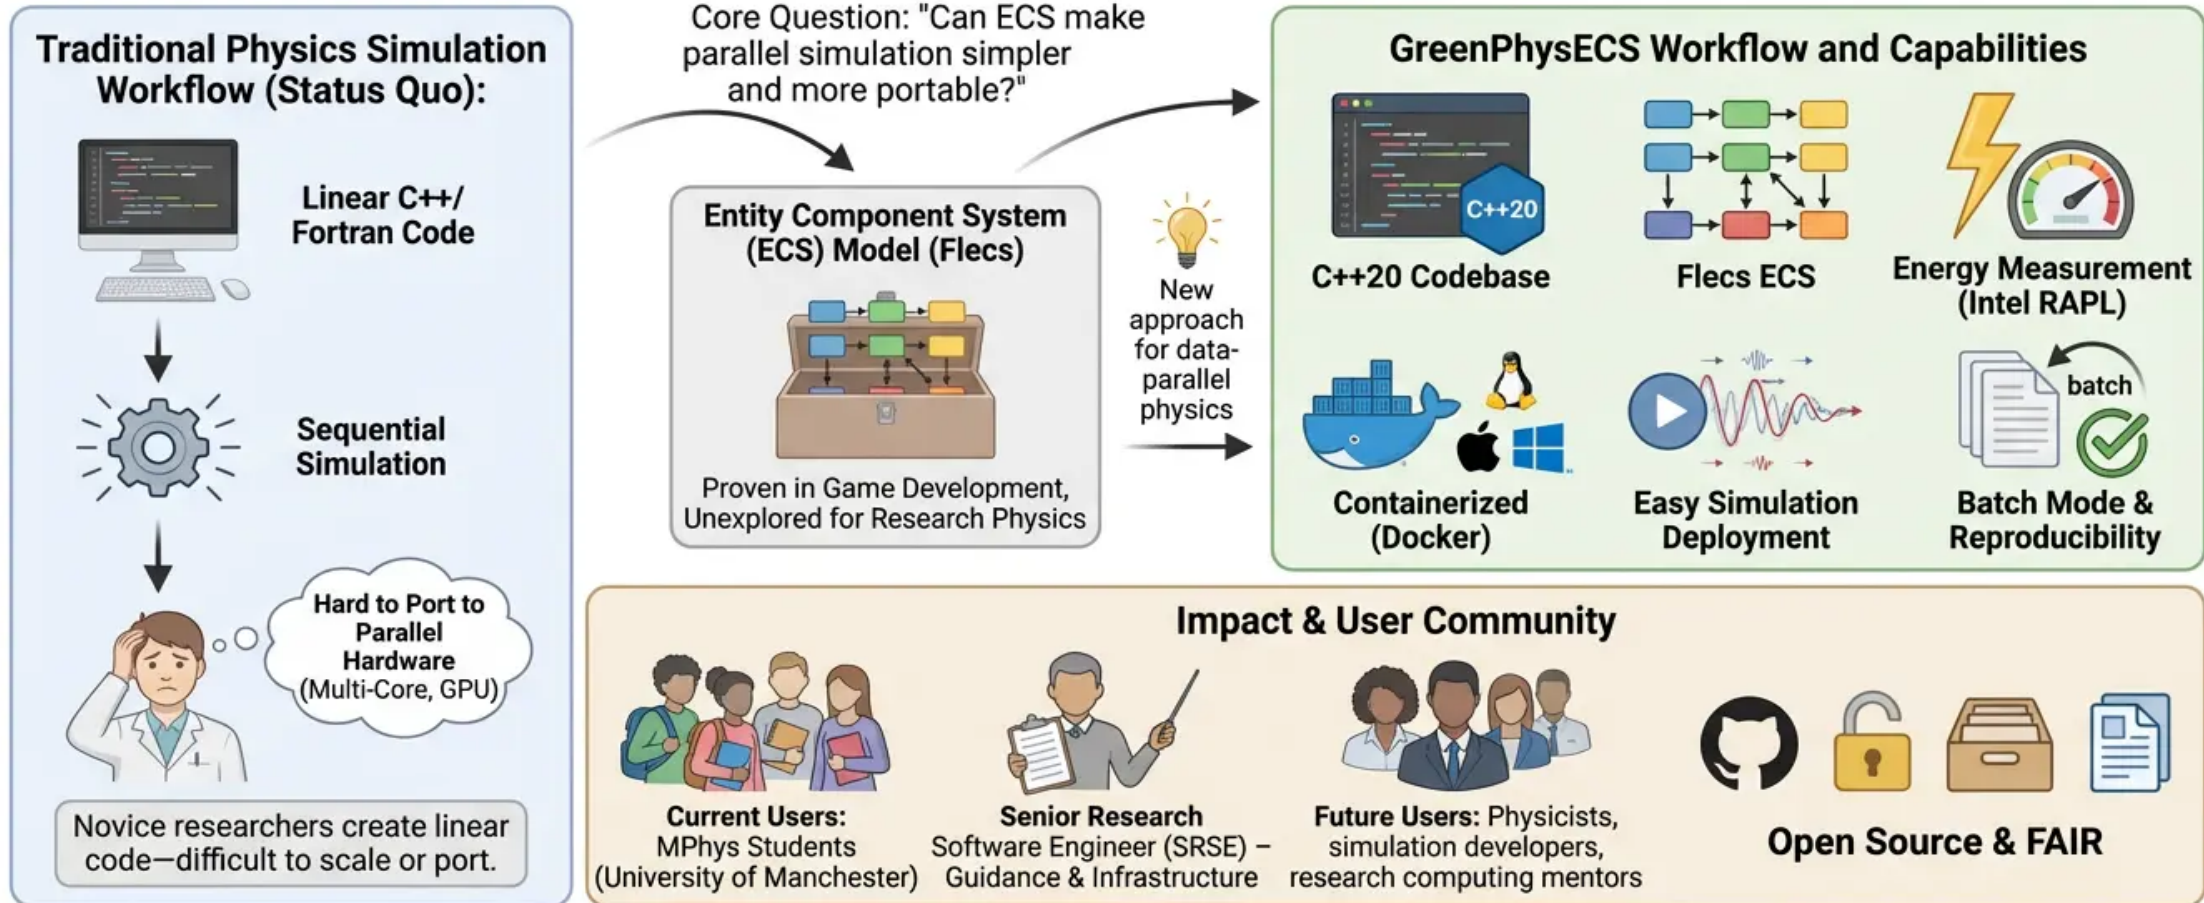 Traditional Physics Simulation
Workflow (Status Quo):
Linear C++/
Fortran Code
Sequential
Simulation
Hard to Port to
Parallel
Hardware
(Multi-Core, GPU)
Novice researchers create linear
code—difficult to scale or port.
Core Question: "Can ECS make
parallel simulation simpler
and more portable?"
Entity Component System
(ECS) Model (Flecs)
Proven in Game Development,
Unexplored for Research Physics
New
approach
for data-
parallel
physics
GreenPhysECS Workflow and Capabilities
C++20
C++20 Codebase
Flecs ECS
Energy Measurement
(Intel RAPL)
Containerized
(Docker)
Easy Simulation
Deployment
batch
Batch Mode &
Reproducibility
Impact & User Community
Current Users:
MPhys Students
(University of Manchester)
Senior Research
Software Engineer (SRSE) –
Guidance & Infrastructure
Future Users: Physicists,
simulation developers,
research computing mentors
Open Source & FAIR